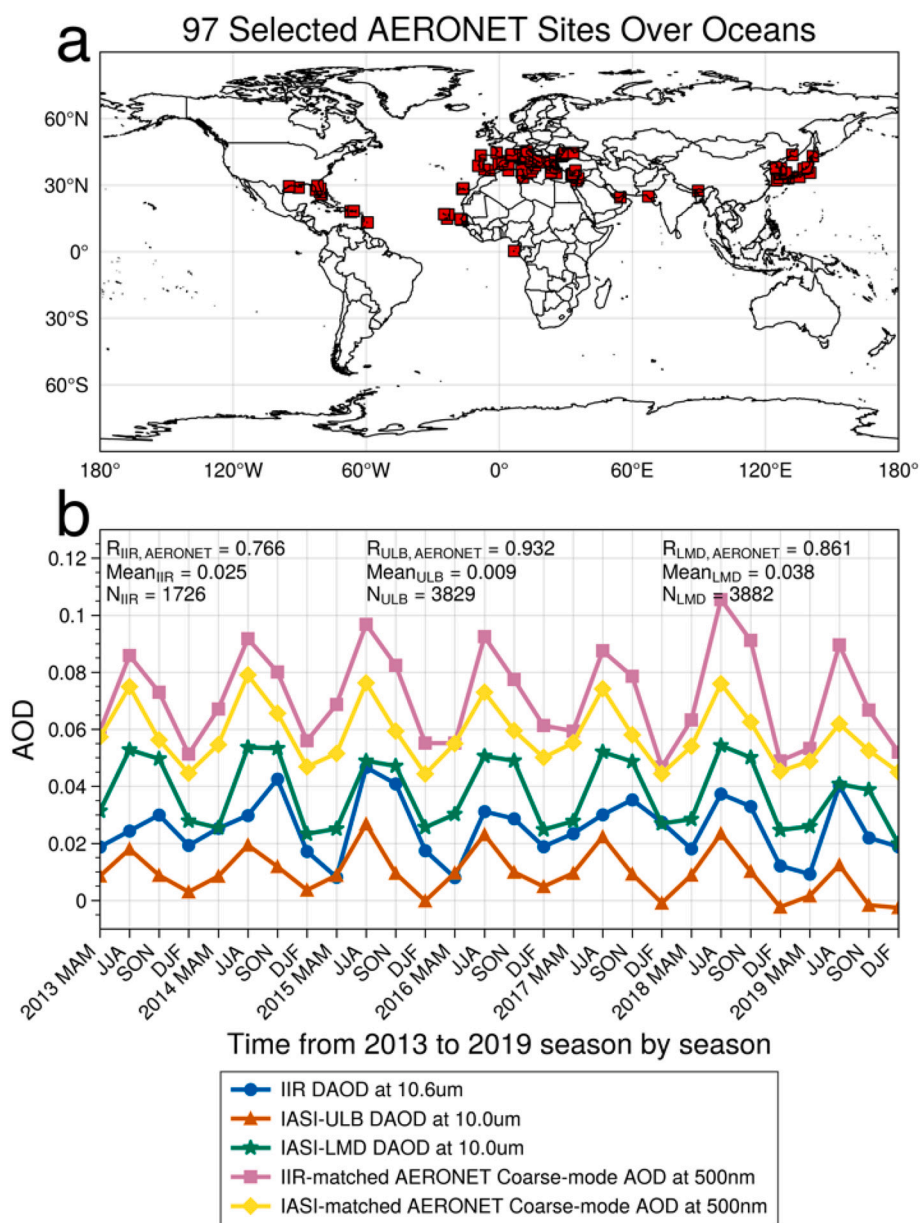 a
97 Selected AERONET Sites Over Oceans
60°N
30°N
0°
30°S
60°S
180° 120°W 60°W 0° 60°E 120°E 180°
b
R_IIR, AERONET = 0.766 R_ULB, AERONET = 0.932 R_LMD, AERONET = 0.861
Mean_IIR = 0.025 Mean_ULB = 0.009 Mean_LMD = 0.038
N_IIR = 1726 N_ULB = 3829 N_LMD = 3882
0.12
0.1
0.08
0.06
0.04
0.02
0
AOD
2013 MAM JJA SON DJF 2014 MAM JJA SON DJF 2015 MAM JJA SON DJF 2016 MAM JJA SON DJF 2017 MAM JJA SON DJF 2018 MAM JJA SON DJF 2019 MAM JJA SON DJF
Time from 2013 to 2019 season by season
IIR DAOD at 10.6um
IASI-ULB DAOD at 10.0um
IASI-LMD DAOD at 10.0um
IIR-matched AERONET Coarse-mode AOD at 500nm
IASI-matched AERONET Coarse-mode AOD at 500nm